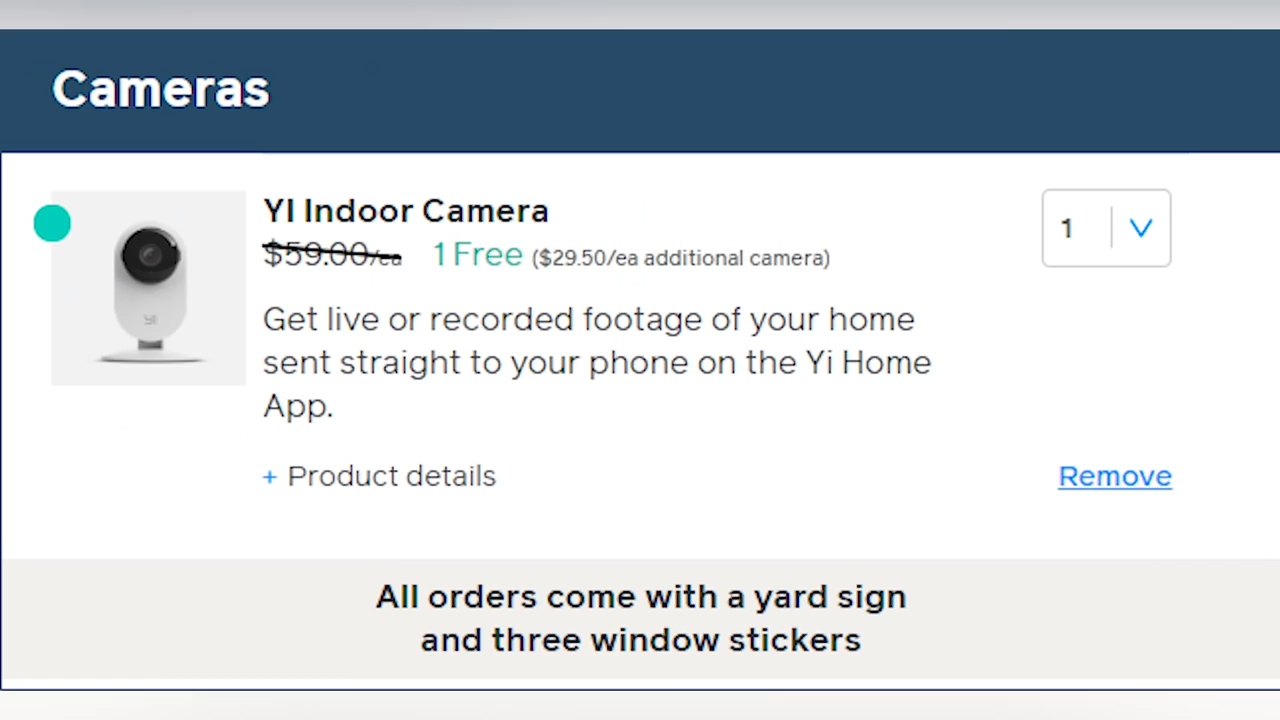 Cameras
YI Indoor Camera
$59.00/ea 1 Free ($29.50/ea additional camera)
1
Get live or recorded footage of your home
sent straight to your phone on the Yi Home
App.
+ Product details
Remove
All orders come with a yard sign
and three window stickers
YI